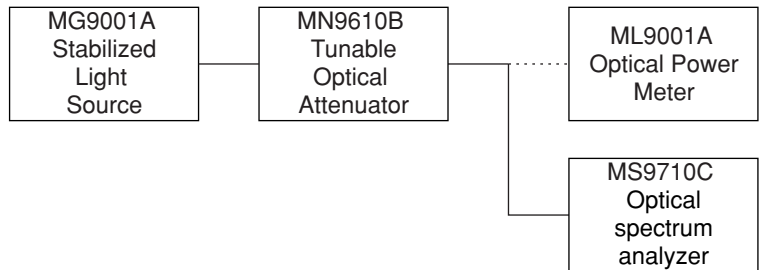 MG9001A
Stabilized
Light
Source
MN9610B
Tunable
Optical
Attenuator
ML9001A
Optical Power
Meter
MS9710C
Optical
spectrum
analyzer